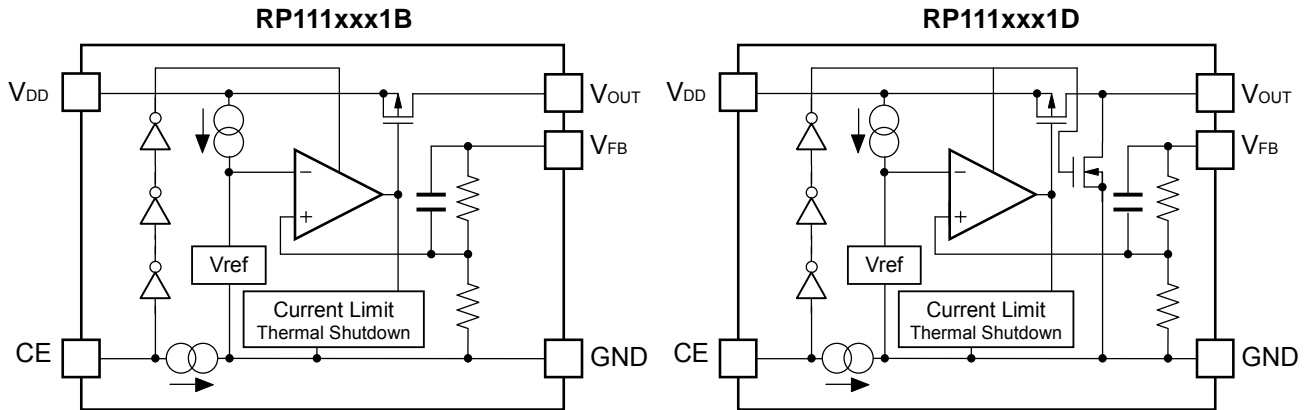 RP111xxx1B
VDD
VOUT
VFB
−
+
Vref
Current Limit
Thermal Shutdown
CE
GND
RP111xxx1D
VDD
VOUT
VFB
−
+
Vref
Current Limit
Thermal Shutdown
CE
GND